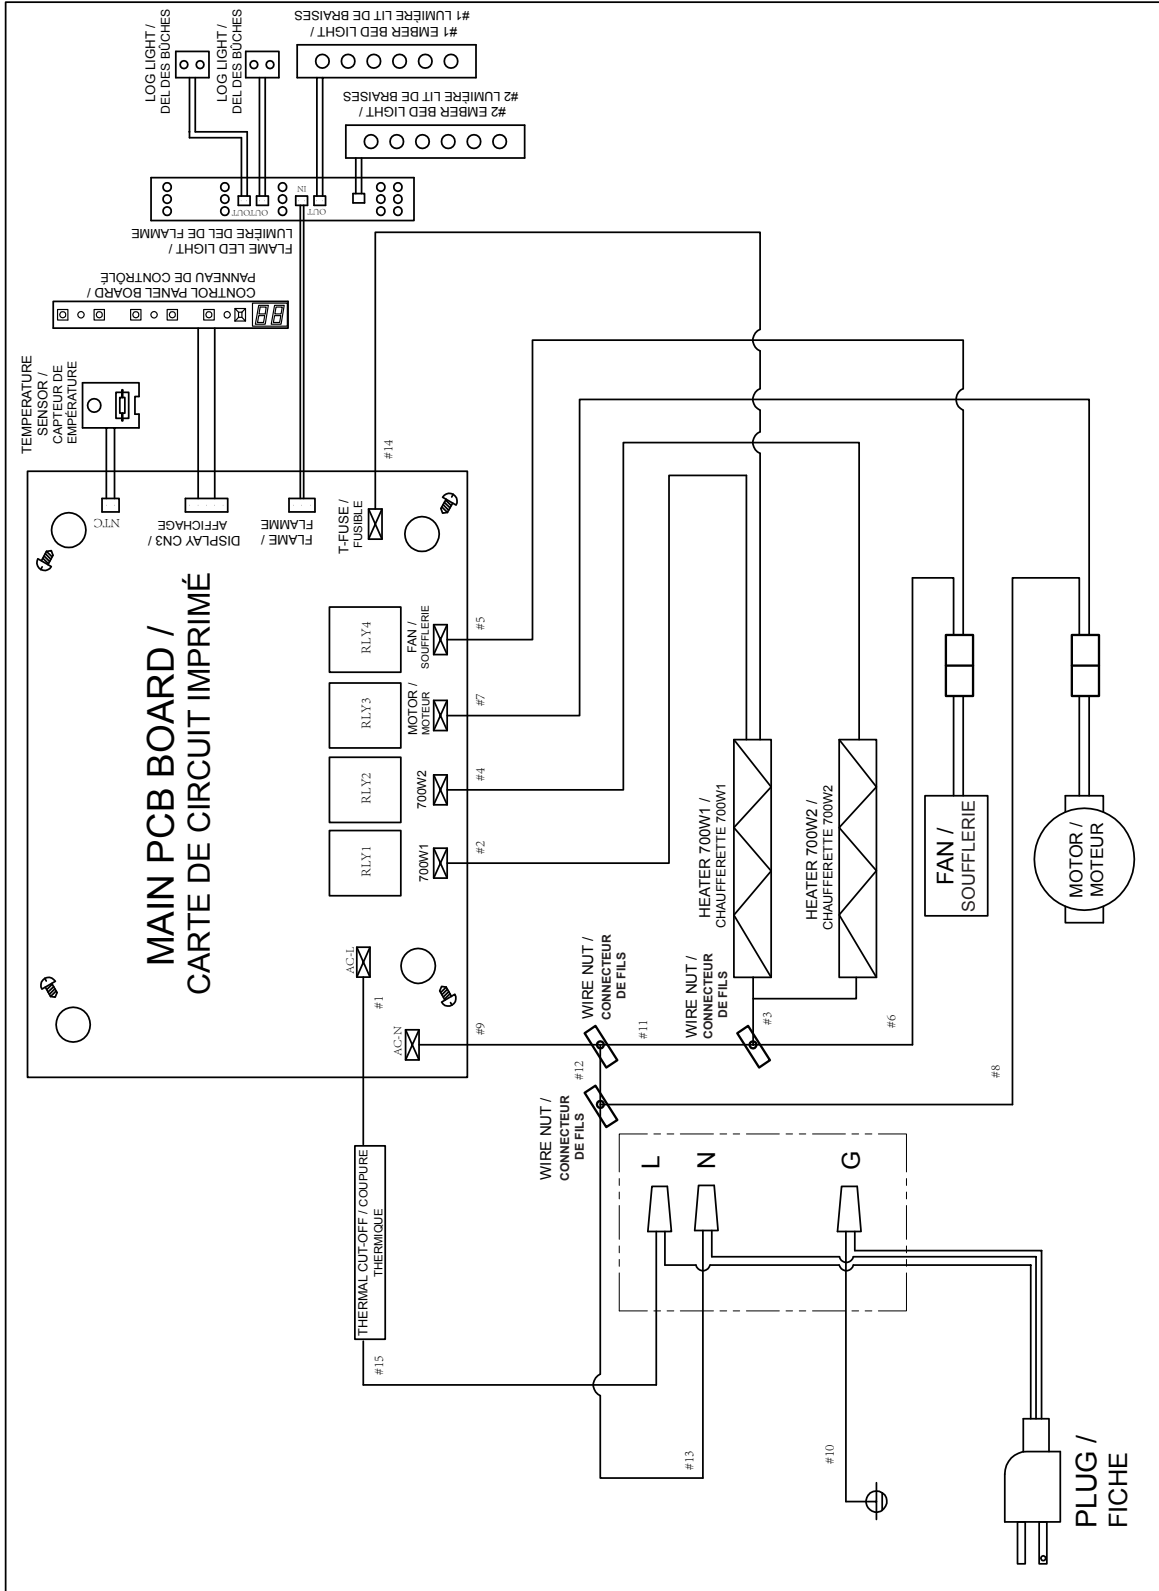 LOG LIGHT /
DEL DES BÛCHES
LOG LIGHT /
DEL DES BÛCHES
#1 EMBER BED LIGHT /
#1 LUMIÈRE LIT DE BRAISES
#2 EMBER BED LIGHT /
#2 LUMIÈRE LIT DE BRAISES
OUT
OUT
IN
OUT
FLAME LED LIGHT /
LUMIÈRE DEL DE FLAMME
CONTROL PANEL BOARD /
PANNEAU DE CONTRÔLÉ
88
TEMPERATURE
SENSOR /
CAPTEUR DE
EMPÉRATURE
NTC
DISPLAY CN3 /
AFFICHAGE
FLAME /
FLAMME
T-FUSE /
FUSIBLE
#14
MAIN PCB BOARD /
CARTE DE CIRCUIT IMPRIMÉ
RLY4
FAN /
SOUFFLERIE
#5
RLY3
MOTOR /
MOTEUR
#7
RLY2
700W2
#4
RLY1
700W1
#2
AC-L
#1
AC-N
#9
WIRE NUT /
CONNECTEUR
DE FILS
#11
WIRE NUT /
CONNECTEUR
DE FILS
#3
#12
WIRE NUT /
CONNECTEUR
DE FILS
#6
#8
HEATER 700W1 /
CHAUFFERETTE 700W1
HEATER 700W2 /
CHAUFFERETTE 700W2
FAN /
SOUFFLERIE
MOTOR /
MOTEUR
THERMAL CUT-OFF / COUPURE
THERMIQUE
#15
L
N
G
#13
#10
PLUG /
FICHE